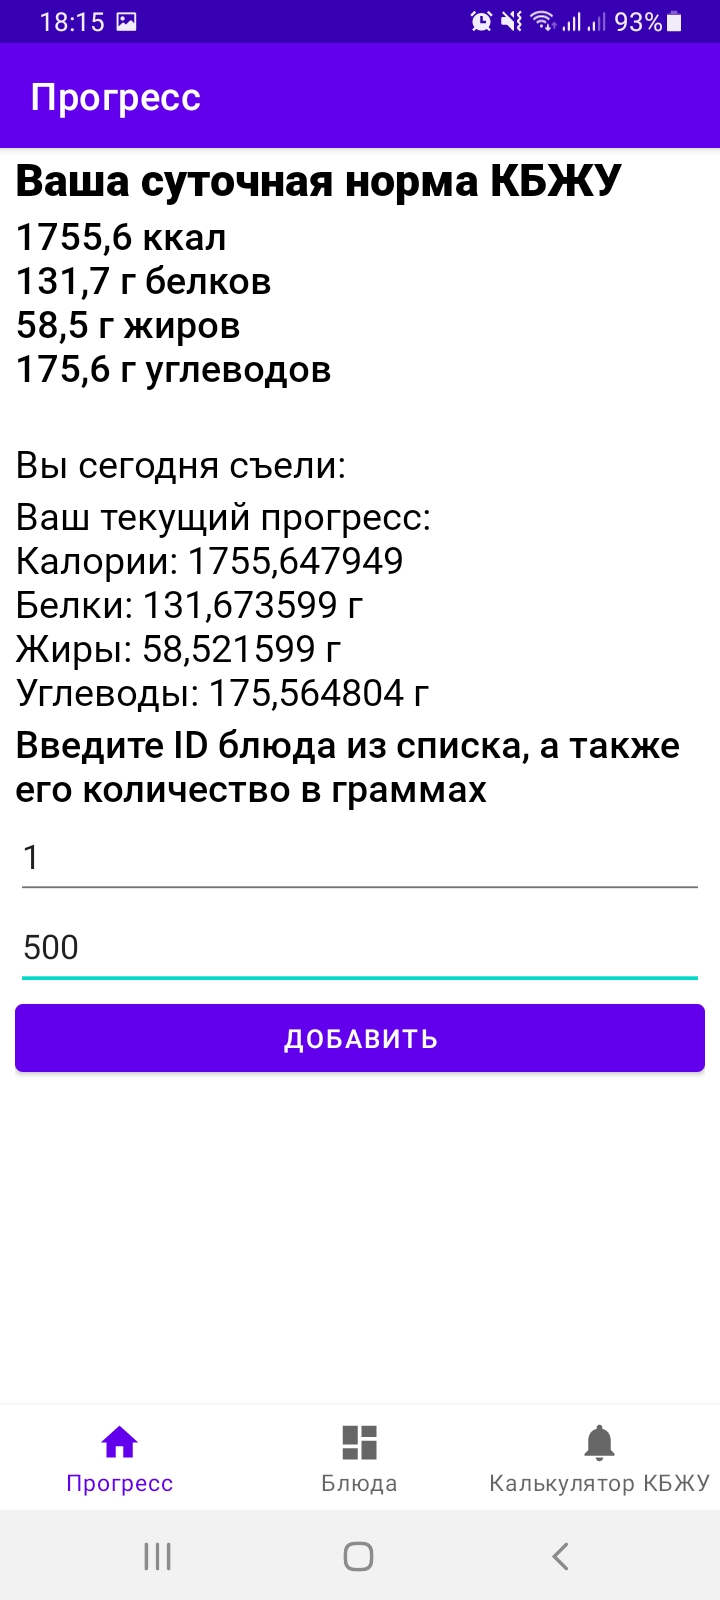 18:15
93%
Прогресс
Ваша суточная норма КБЖУ
1755,6 ккал
131,7 г белков
58,5 г жиров
175,6 г углеводов
Вы сегодня съели:
Ваш текущий прогресс:
Калории: 1755,647949
Белки: 131,673599 г
Жиры: 58,521599 г
Углеводы: 175,564804 г
Введите ID блюда из списка, а также
его количество в граммах
1
500
ДОБАВИТЬ
Прогресс
Блюда
Калькулятор КБЖУ